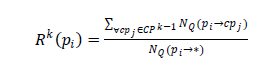 R^k(p_i) = \frac{\sum_{\forall cp_j \in CP^{k-1}} N_Q(p_i \to cp_j)}{N_Q(p_i \to *)}